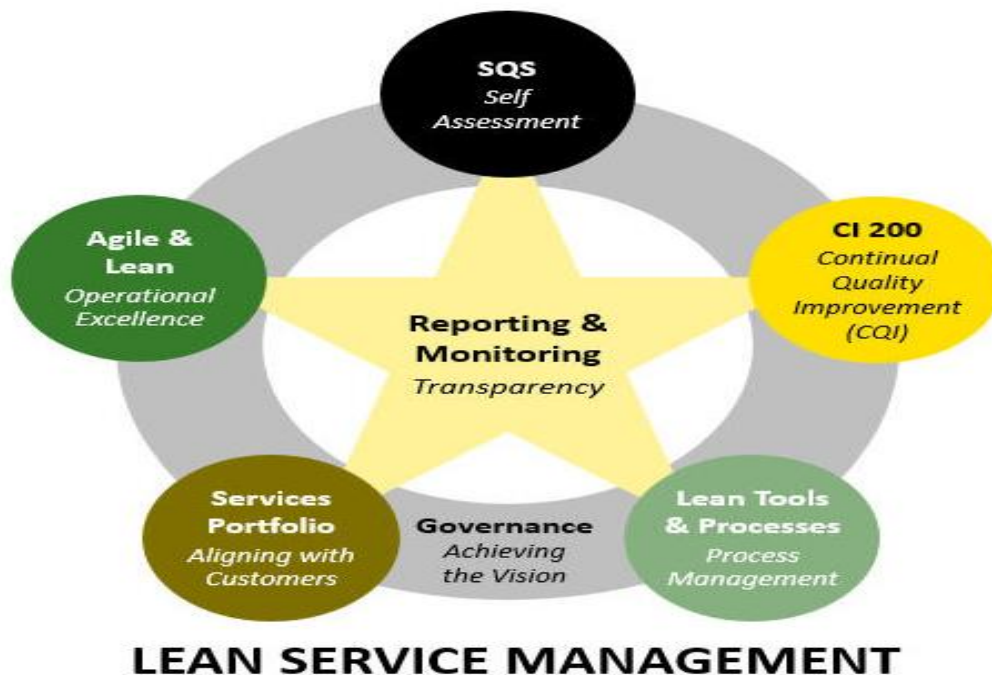 SQS
Self
Assessment
Agile &
Lean
Operational
Excellence
CI 200
Continual
Quality
Improvement
(CQI)
Reporting &
Monitoring
Transparency
Services
Portfolio
Aligning with
Customers
Governance
Achieving
the Vision
Lean Tools
& Processes
Process
Management
LEAN SERVICE MANAGEMENT